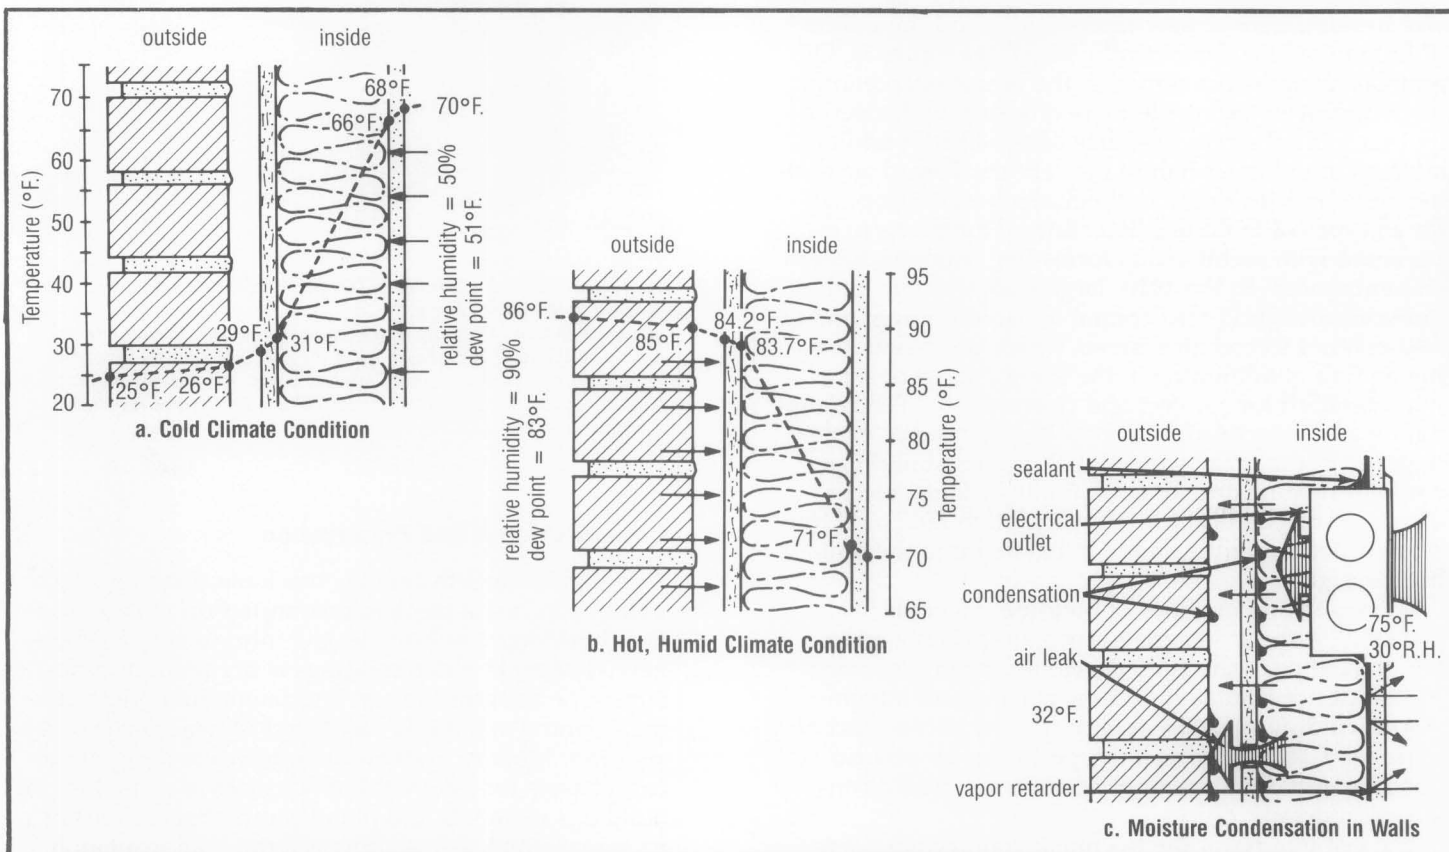 outside inside
Temperature (°F.)
70
60
50
40
30
20
68°F.
66°F.
70°F.
29°F.
31°F.
25°F.
26°F.
relative humidity = 50%
dew point = 51°F.
a. Cold Climate Condition
outside inside
relative humidity = 90%
dew point = 83°F.
86°F.
85°F.
84.2°F.
83.7°F.
71°F.
95
90
85
80
75
70
65
Temperature (°F.)
b. Hot, Humid Climate Condition
outside inside
sealant
electrical
outlet
condensation
75°F.
30°R.H.
air leak
32°F.
vapor retarder
c. Moisture Condensation in Walls